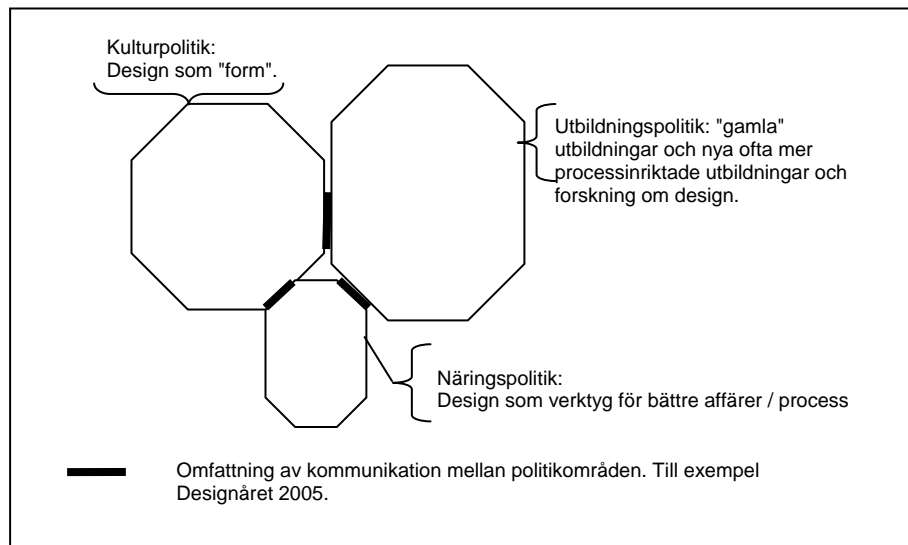 Kulturpolitik:
Design som "form".
Utbildningspolitik: "gamla"
utbildningar och nya ofta mer
processinriktade utbildningar och
forskning om design.
Näringspolitik:
Design som verktyg för bättre affärer / process
Omfattning av kommunikation mellan politikområden. Till exempel
Designåret 2005.